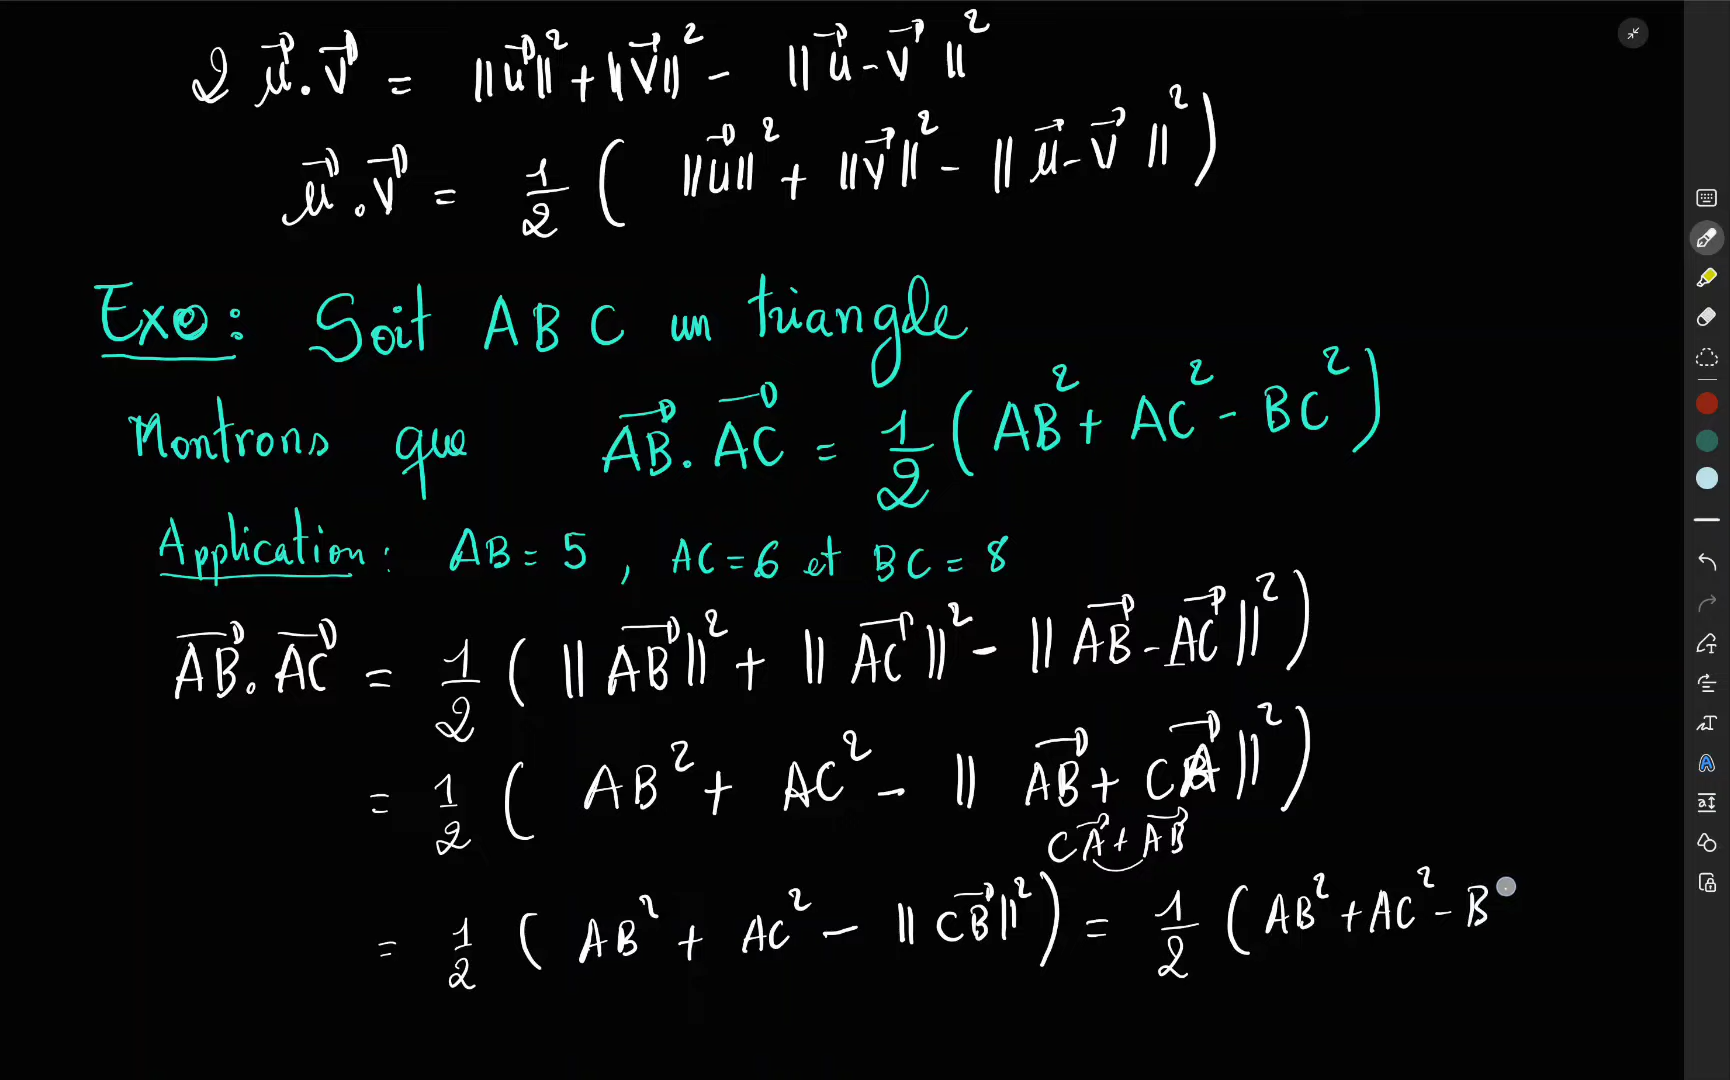 2 u⃗.v⃗ = ||u⃗||² + ||v⃗||² - ||u⃗ - v⃗||²
u⃗.v⃗ = 1/2 ( ||u⃗||² + ||v⃗||² - ||u⃗ - v⃗||² )
Exo : Soit ABC un triangle
Montrons que AB⃗.AC⃗ = 1/2 ( AB² + AC² - BC² )
Application : AB = 5 , AC = 6 et BC = 8
AB⃗.AC⃗ = 1/2 ( ||AB⃗||² + ||AC⃗||² - ||AB⃗ - AC⃗||² )
= 1/2 ( AB² + AC² - ||AB⃗ + CA⃗||² )
CA⃗ + AB⃗
= 1/2 ( AB² + AC² - ||CB⃗||² ) = 1/2 ( AB² + AC² - B